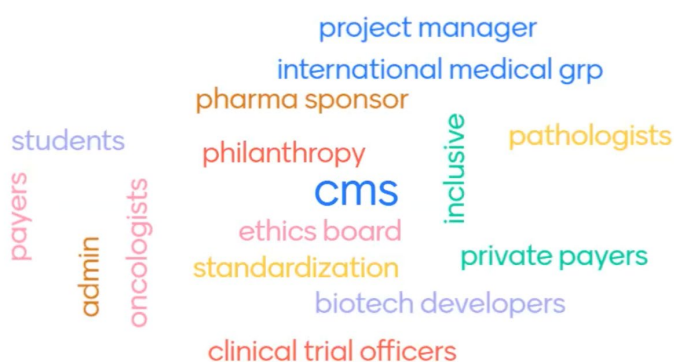 project manager
international medical grp
pharma sponsor
students
philanthropy
inclusive
pathologists
payers
admin
oncologists
cms
ethics board
standardization
private payers
biotech developers
clinical trial officers